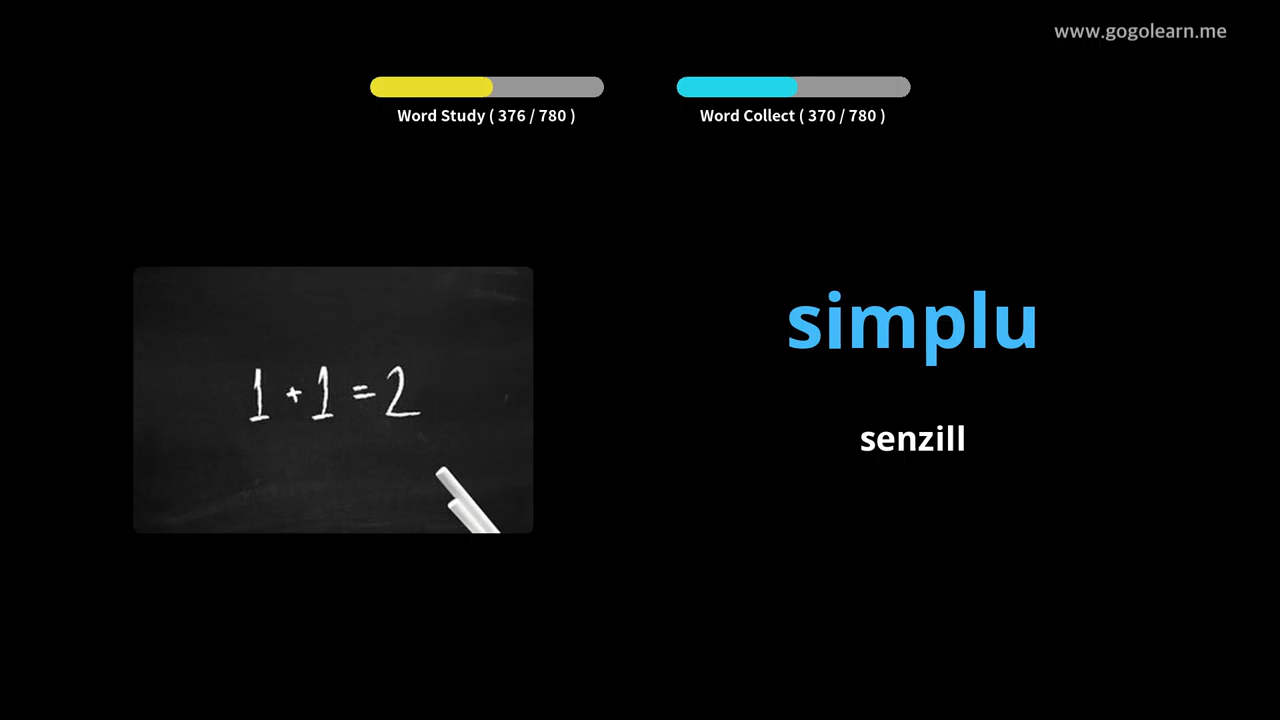 www.gogolearn.me
Word Study ( 376 / 780 )
Word Collect ( 370 / 780 )
1 + 1 = 2
simplu
senzill